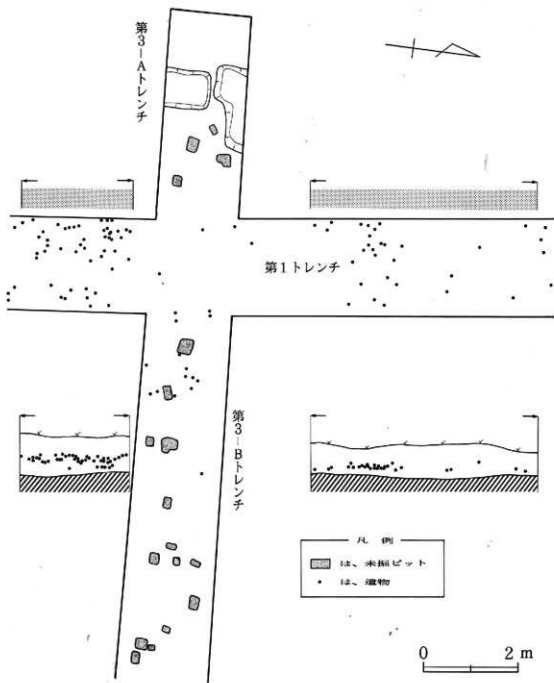 第3-Aトレンチ
第1トレンチ
第3-Bトレンチ
凡例
は、未掘ピット
は、遺物
0 2 m